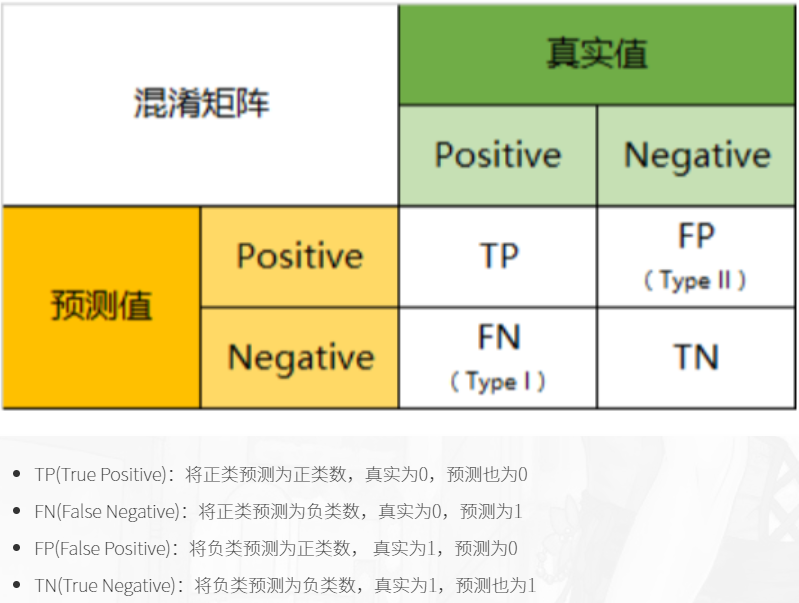 混淆矩阵
真实值
Positive Negative
预测值
Positive TP FP
(Type II)
Negative FN TN
(Type I)
TP(True Positive)：将正类预测为正类数，真实为0，预测也为0
FN(False Negative)：将正类预测为负类数，真实为0，预测为1
FP(False Positive)：将负类预测为正类数， 真实为1，预测为0
TN(True Negative)：将负类预测为负类数，真实为1，预测也为1